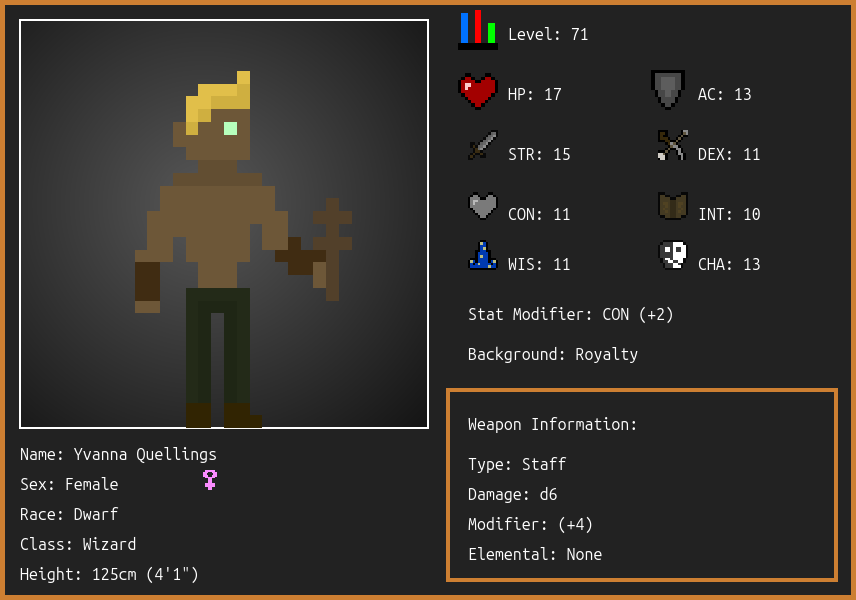 Level: 71
HP: 17
AC: 13
STR: 15
DEX: 11
CON: 11
INT: 10
WIS: 11
CHA: 13
Stat Modifier: CON (+2)
Background: Royalty
Weapon Information:
Type: Staff
Damage: d6
Modifier: (+4)
Elemental: None
Name: Yvanna Quellings
Sex: Female
Race: Dwarf
Class: Wizard
Height: 125cm (4'1")